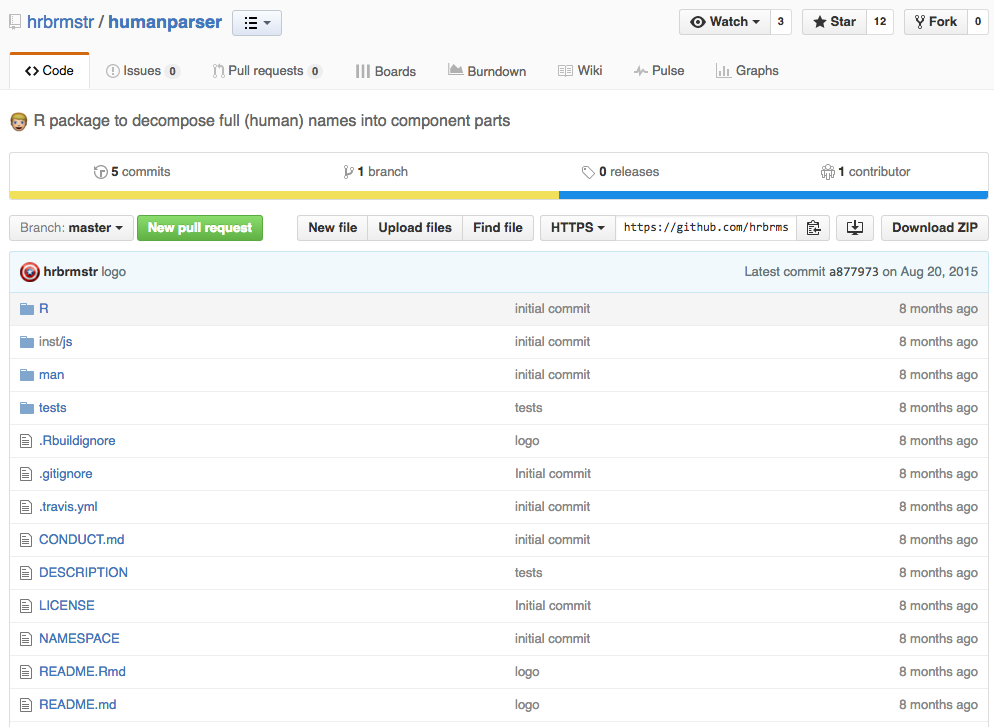 hrbrmstr / humanparser Watch 3 Star 12 Fork 0
Code Issues 0 Pull requests 0 Boards Burndown Wiki Pulse Graphs
R package to decompose full (human) names into component parts
5 commits 1 branch 0 releases 1 contributor
Branch: master New pull request New file Upload files Find file HTTPS https://github.com/hrbrms Download ZIP
hrbrmstr logo Latest commit a877973 on Aug 20, 2015
R initial commit 8 months ago
inst/js initial commit 8 months ago
man initial commit 8 months ago
tests tests 8 months ago
.Rbuildignore logo 8 months ago
.gitignore Initial commit 8 months ago
.travis.yml initial commit 8 months ago
CONDUCT.md initial commit 8 months ago
DESCRIPTION tests 8 months ago
LICENSE Initial commit 8 months ago
NAMESPACE initial commit 8 months ago
README.Rmd logo 8 months ago
README.md logo 8 months ago